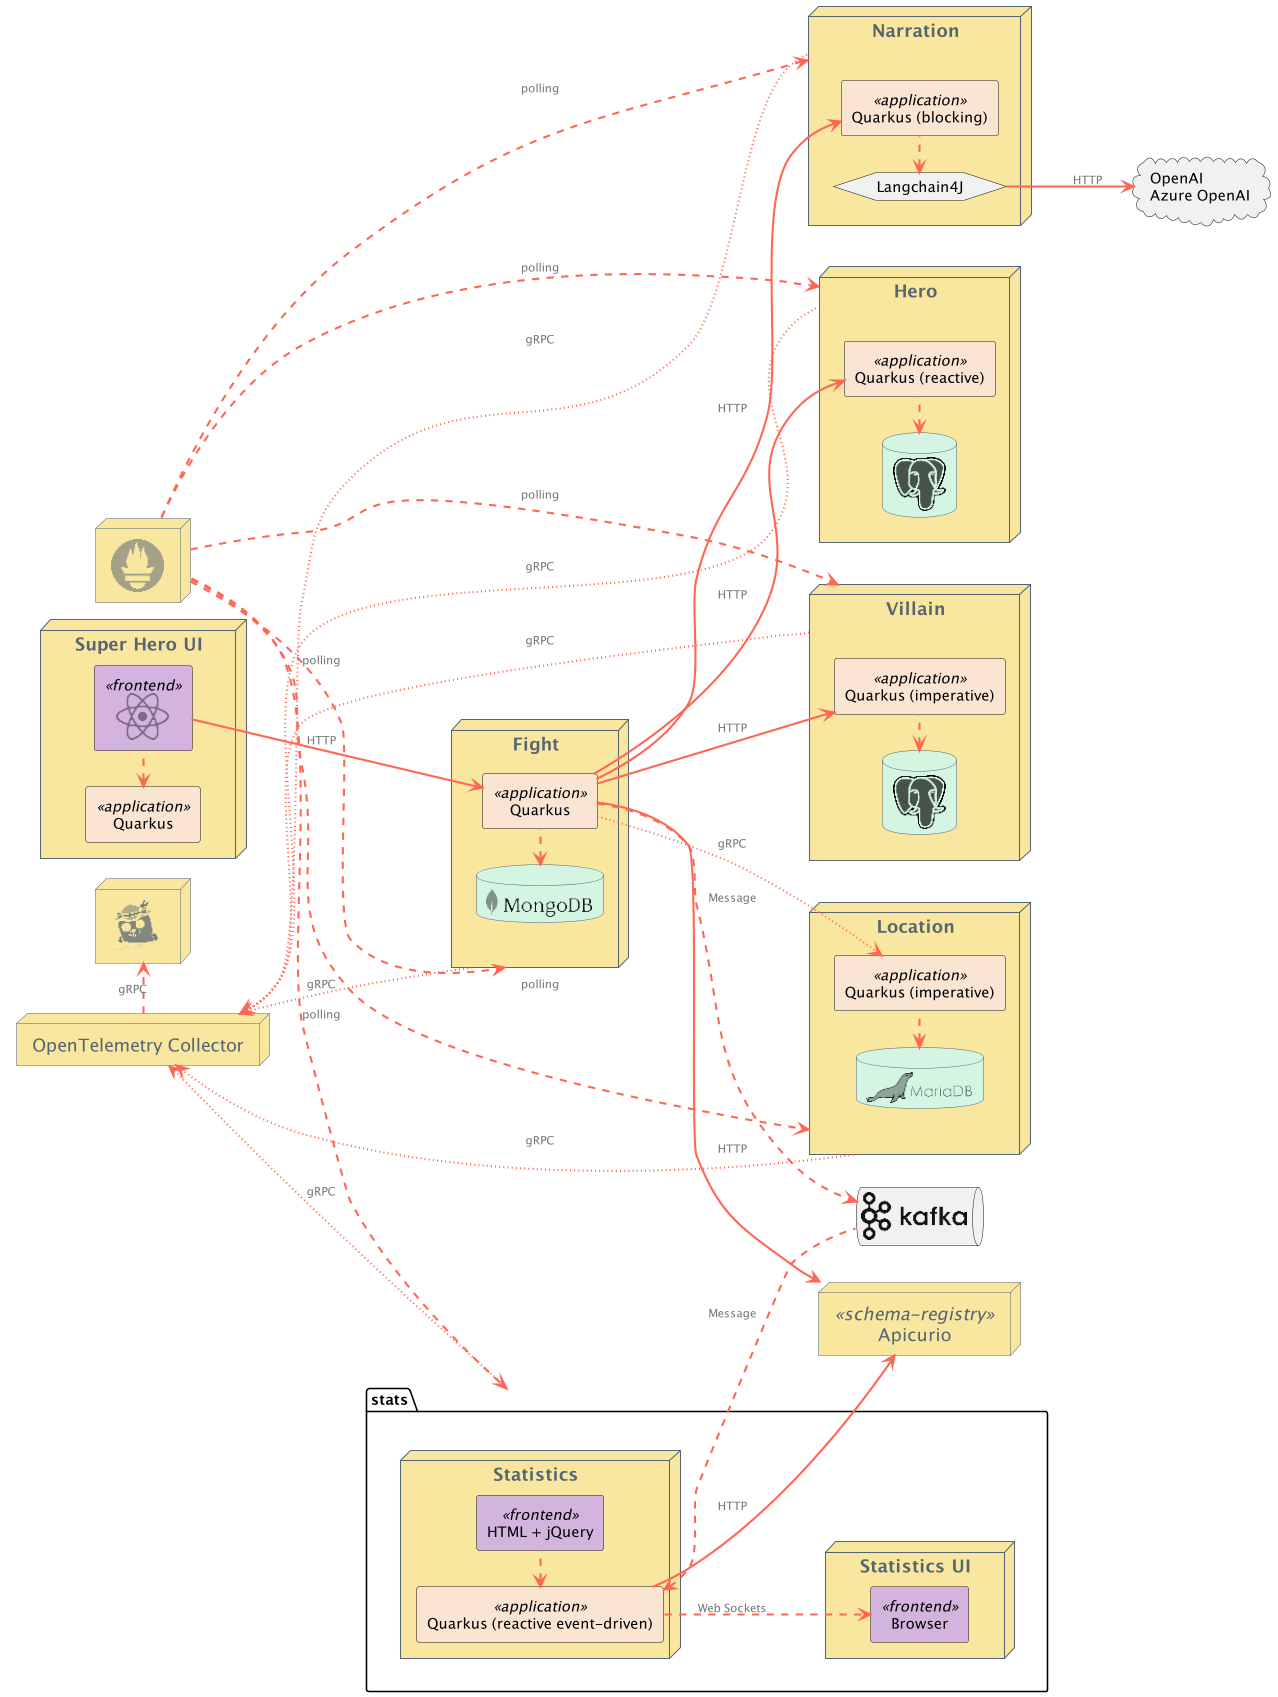 Narration
«application»
Quarkus (blocking)
Langchain4J
HTTP
OpenAI
Azure OpenAI
polling
polling
gRPC
Hero
«application»
Quarkus (reactive)
HTTP
polling
gRPC
HTTP
Super Hero UI
«frontend»
«application»
Quarkus
polling
gRPC
HTTP
Villain
«application»
Quarkus (imperative)
HTTP
Fight
«application»
Quarkus
MongoDB
gRPC
Message
Location
«application»
Quarkus (imperative)
MariaDB
gRPC
OpenTelemetry Collector
gRPC
polling
polling
gRPC
HTTP
gRPC
kafka
«schema-registry»
Apicurio
Message
stats
Statistics
«frontend»
HTML + jQuery
«application»
Quarkus (reactive event-driven)
HTTP
Web Sockets
Statistics UI
«frontend»
Browser